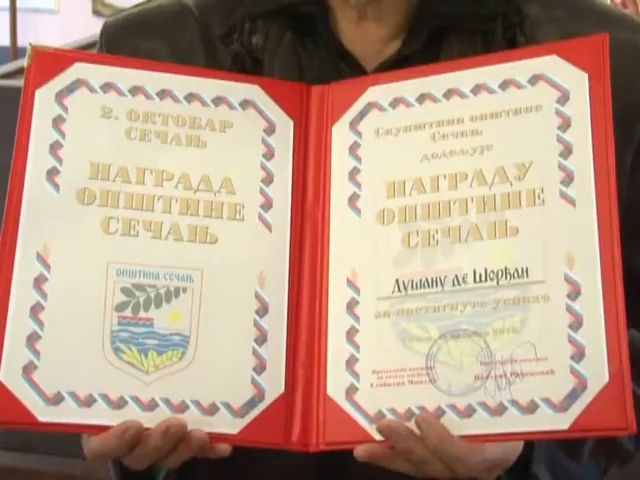 2. ОКТОБАР
СЕЧАЊ
НАГРАДА
ОПШТИНЕ
СЕЧАЊ
ОПШТИНА СЕЧАЊ
Скупштина општине
Сечањ
додељује
НАГРАДУ
ОПШТИНЕ
СЕЧАЊ
Душану де Шорђан
за постигнуте успехе